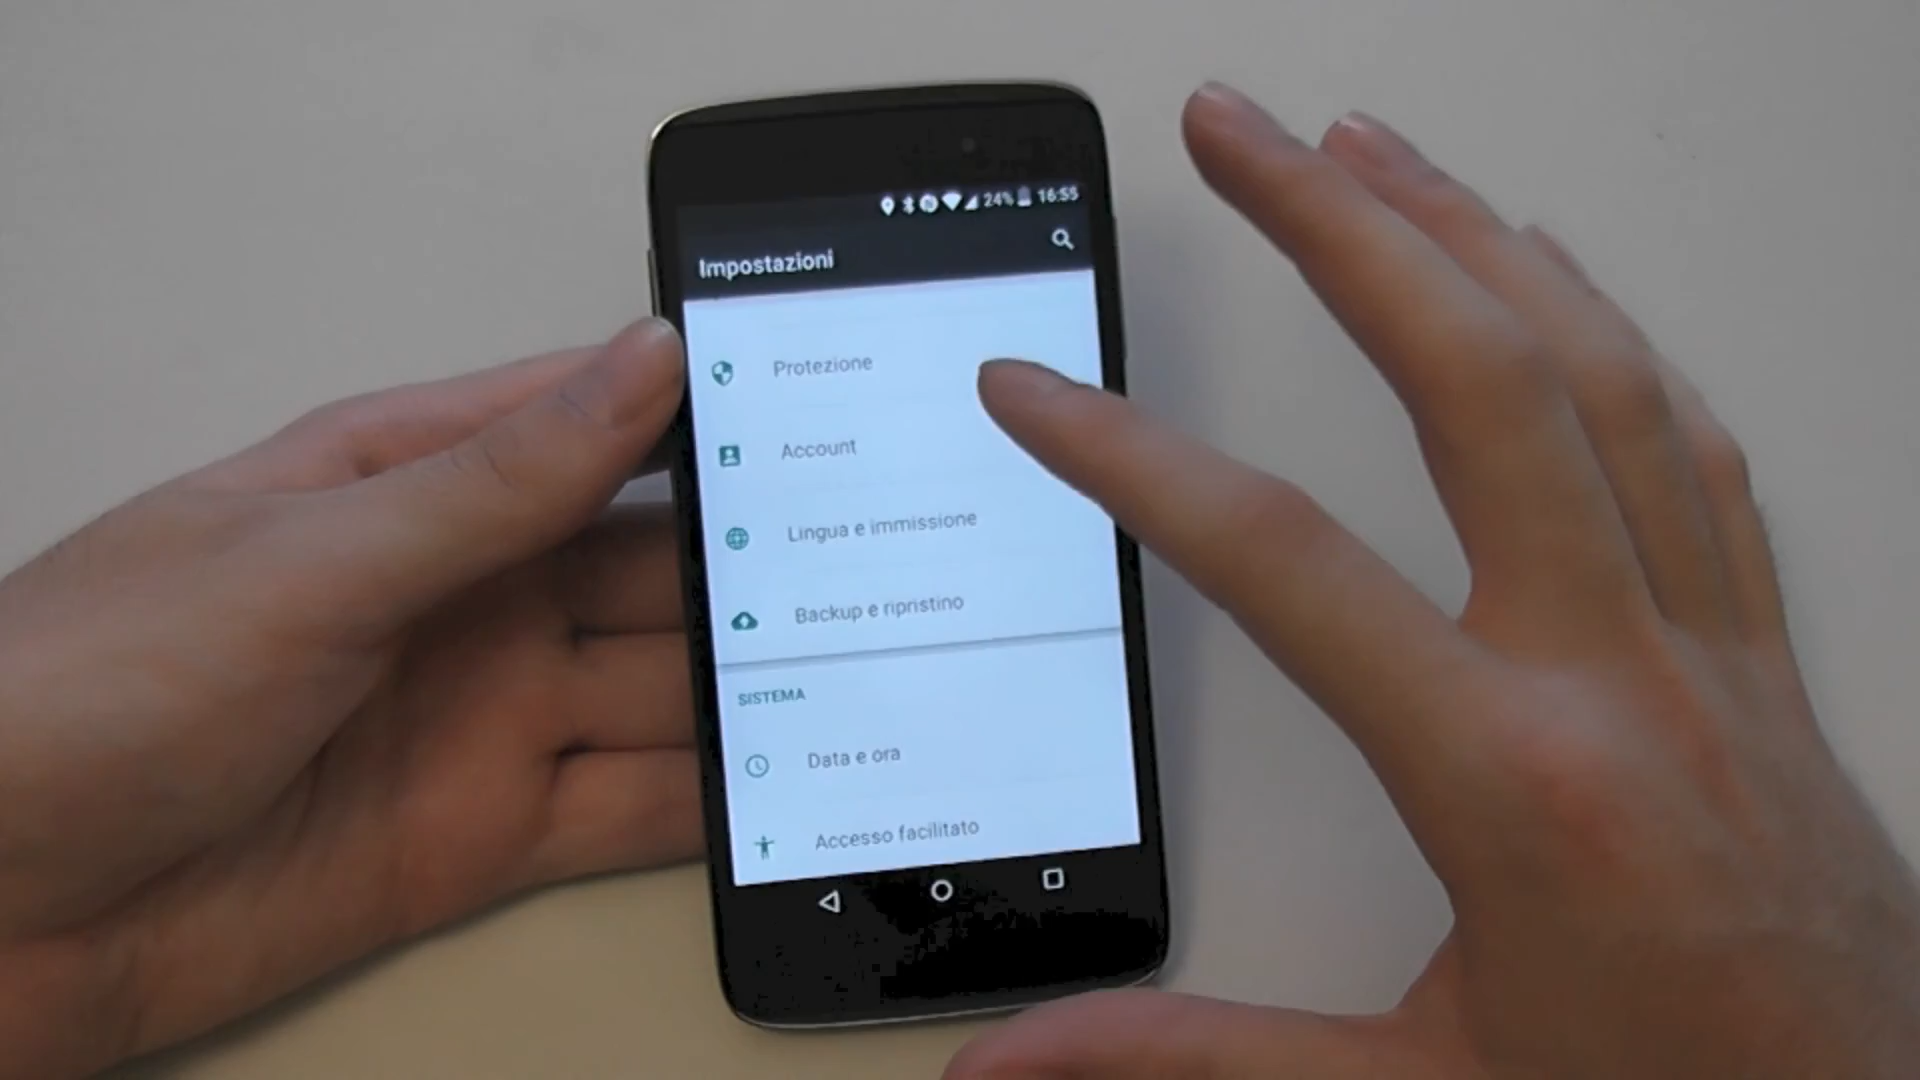 24% 16:55
Impostazioni
Protezione
Account
Lingua e immissione
Backup e ripristino
SISTEMA
Data e ora
Accesso facilitato